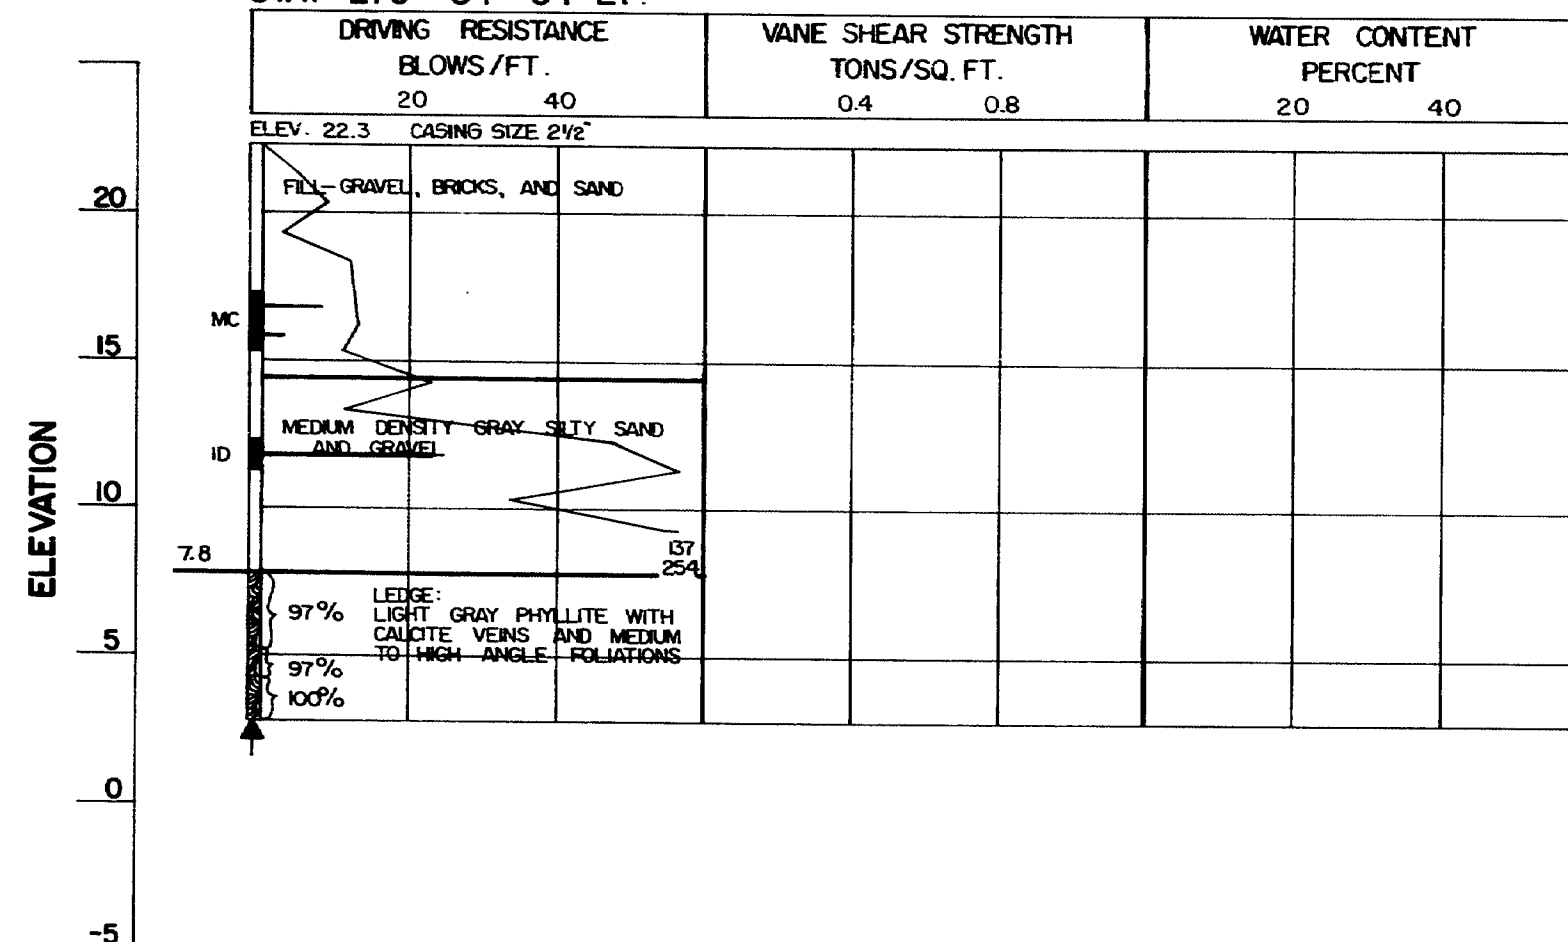 DRIVING RESISTANCE
BLOWS/FT.
20 40
VANE SHEAR STRENGTH
TONS/SQ. FT.
0.4 0.8
WATER CONTENT
PERCENT
20 40
ELEV. 22.3 CASING SIZE 2 1/2"
FILL-GRAVEL, BRICKS, AND SAND
20
MC
15
MEDIUM DENSITY GRAY SILTY SAND
AND GRAVEL
ID
10
ELEVATION
7.8
137
254
97%
LEDGE:
LIGHT GRAY PHYLLITE WITH
CALCITE VEINS AND MEDIUM
TO HIGH ANGLE FOLIATIONS
5
97%
100%
0
-5